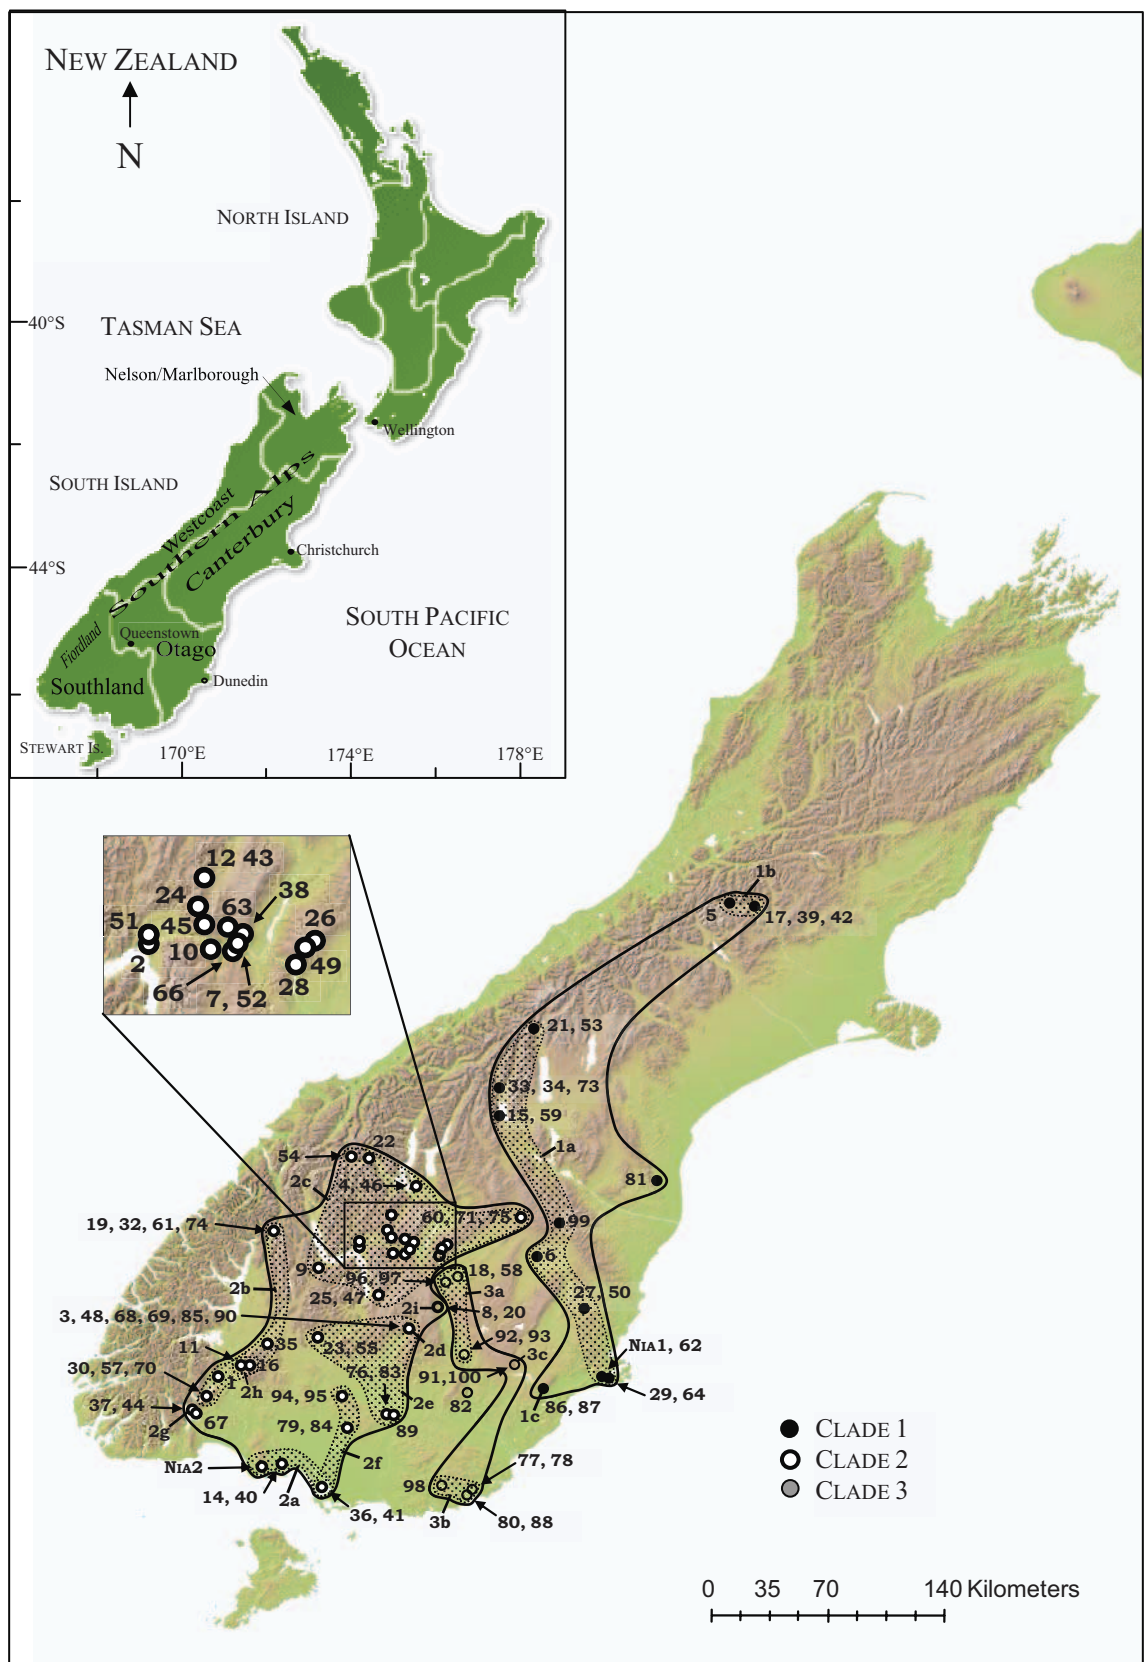 NEW ZEALAND
N
NORTH ISLAND
40°S
TASMAN SEA
Nelson/Marlborough
Wellington
SOUTH ISLAND
Westcoast
Southern Alps
Canterbury
Christchurch
44°S
SOUTH PACIFIC
OCEAN
Fiordland
Queenstown
Otago
Southland
Dunedin
STEWART IS.
170°E
174°E
178°E
12 43
24
38
63
51
45
26
2
10
49
66
28
7, 52
1b
5
17, 39, 42
21, 53
33, 34, 73
15, 59
1a
22
54
81
2c
4, 46
60, 71, 75
19, 32, 61, 74
99
6
9
96, 97
18, 58
2b
3a
25, 47
2i
8, 20
27, 50
3, 48, 68, 69, 85, 90
23, 55
2d
92, 93
11
35
3c
NIA1, 62
30, 57, 70
16
76, 83
91, 100
1
2h
94, 95
2e
82
86, 87
29, 64
37, 44
1c
67
2g
79, 84
89
CLADE 1
NIA2
2f
77, 78
CLADE 2
14, 40
2a
98
CLADE 3
36, 41
3b
80, 88
0 35 70 140 Kilometers